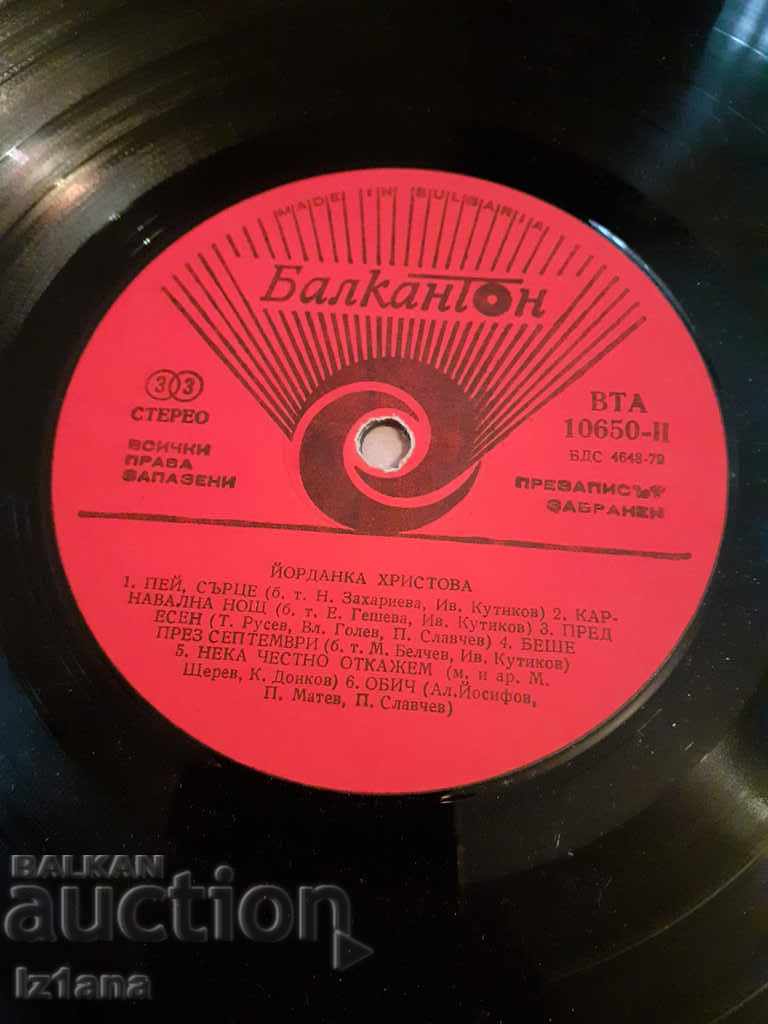 MADE IN BULGARIA
Балкантон
33
СТЕРЕО
ВСИЧКИ
ПРАВА
ЗАПАЗЕНИ
ВТА
10650-II
БДС 4648-79
ПРЕЗАПИСЪТ
ЗАБРАНЕН
ЙОРДАНКА ХРИСТОВА
1. ПЕЙ, СЪРЦЕ (б. т. Н. Захариева, Ив. Кутиков) 2. КАР-
НАВАЛНА НОЩ (б. т. Е. Гешева, Ив. Кутиков) 3. ПРЕД
ЕСЕН (Т. Русев, Вл. Голев, П. Славчев) 4. БЕШЕ
ПРЕЗ СЕПТЕМВРИ (б. т. М. Белчев, Ив. Кутиков)
5. НЕКА ЧЕСТНО ОТКАЖЕМ (м. и ар. М.
Щерев, К. Донков) 6. ОБИЧ (Ал. Йосифов,
П. Матев, П. Славчев)
BALKAN
auction
Iz1ana